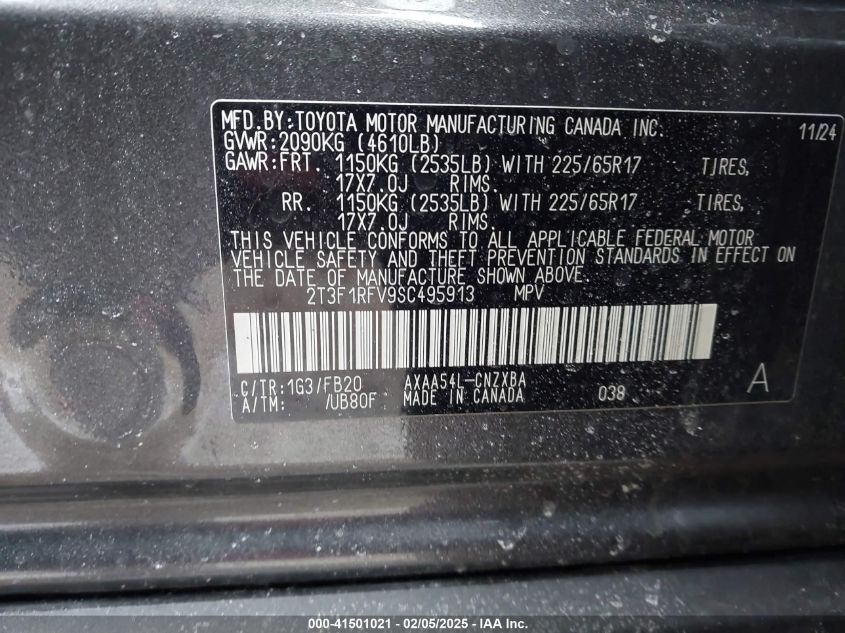 MFD.BY:TOYOTA MOTOR MANUFACTURING CANADA INC. 11/24
GVWR:2090KG (4610LB)
GAWR:FRT. 1150KG (2535LB) WITH 225/65R17 TIRES,
17X7.0J RIMS.
RR. 1150KG (2535LB) WITH 225/65R17 TIRES,
17X7.0J RIMS.
THIS VEHICLE CONFORMS TO ALL APPLICABLE FEDERAL MOTOR
VEHICLE SAFETY AND THEFT PREVENTION STANDARDS IN EFFECT ON
THE DATE OF MANUFACTURE SHOWN ABOVE.
2T3F1RFV9SC495913 MPV
C/TR:1G3/FB20 AXAA54L-CNZXBA
A/TM: /UB80F MADE IN CANADA 038 A
000-41501021 - 02/05/2025 - © IAA Inc.